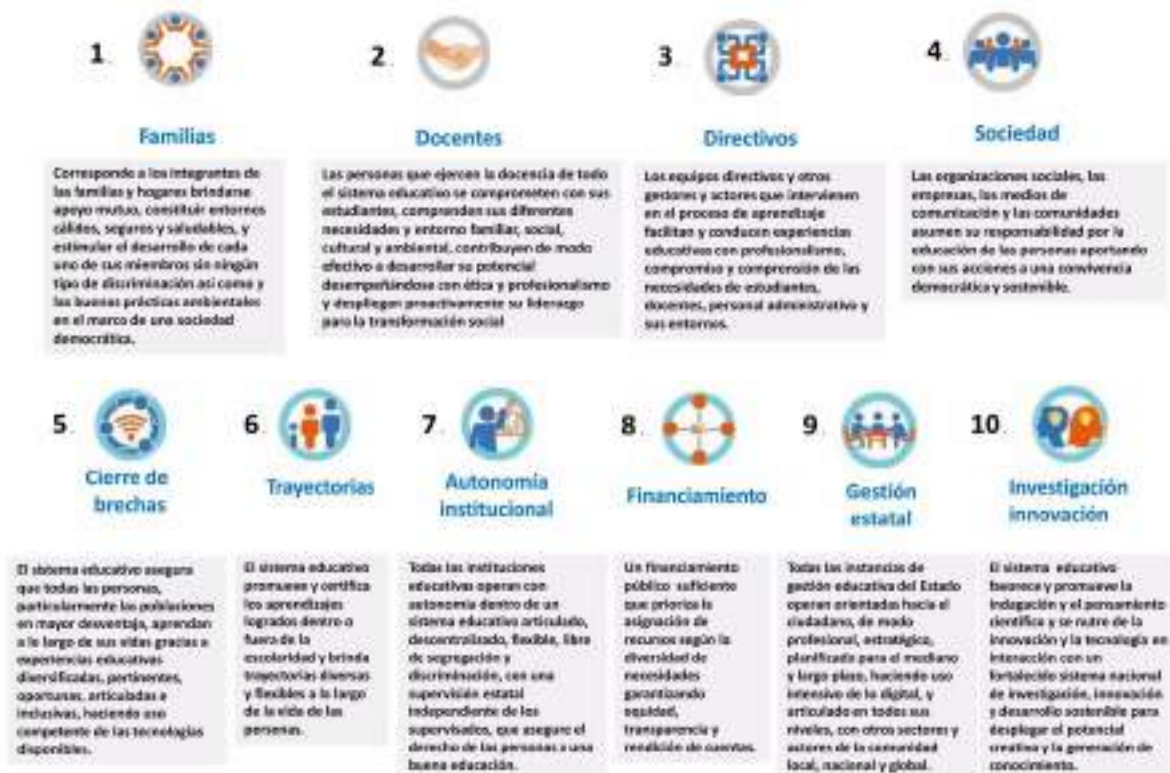 1.
Familias
Corresponde a los integrantes de
las familias y hogares brindarse
apoyo mutuo, constituir entornos
cálidos, seguros y saludables, y
estimular el desarrollo de cada
uno de sus miembros sin ningún
tipo de discriminación así como y
las buenas prácticas ambientales
en el marco de una sociedad
democrática.
2.
Docentes
Las personas que ejercen la docencia de todo
el sistema educativo se comprometen con sus
estudiantes, comprenden sus diferentes
necesidades y entorno familiar, social,
cultural y ambiental, contribuyen de modo
efectivo a desarrollar su potencial
desempeñándose con ética y profesionalismo
y despliegan proactivamente su liderazgo
para la transformación social
3.
Directivos
Los equipos directivos y otros
gestores y actores que intervienen
en el proceso de aprendizaje
facilitan y conducen experiencias
educativas con profesionalismo,
compromiso y comprensión de las
necesidades de estudiantes,
docentes, personal administrativo y
sus entornos.
4.
Sociedad
Las organizaciones sociales, las
empresas, los medios de
comunicación y las comunidades
asumen su responsabilidad por la
educación de las personas aportando
con sus acciones a una convivencia
democrática y sostenible.
5.
Cierre de
brechas
El sistema educativo asegura
que todas las personas,
particularmente las poblaciones
en mayor desventaja, aprendan
a lo largo de sus vidas gracias a
experiencias educativas
diversificadas, pertinentes,
oportunas, articuladas e
inclusivas, haciendo uso
competente de las tecnologías
disponibles.
6.
Trayectorias
El sistema educativo
promueve y certifica
los aprendizajes
logrados dentro o
fuera de la
escolaridad y brinda
trayectorias diversas
y flexibles a lo largo
de la vida de las
personas.
7.
Autonomía
institucional
Todas las instituciones
educativas operan con
autonomía dentro de un
sistema educativo articulado,
descentralizado, flexible, libre
de segregación y
discriminación, con una
supervisión estatal
independiente de los
supervisados, que asegure el
derecho de las personas a una
buena educación.
8.
Financiamiento
Un financiamiento
público suficiente
que prioriza la
asignación de
recursos según la
diversidad de
necesidades
garantizando
equidad,
transparencia y
rendición de cuentas.
9.
Gestión
estatal
Todas las instancias de
gestión educativa del Estado
operan orientadas hacia el
ciudadano, de modo
profesional, estratégico,
planificado para el mediano
y largo plazo, haciendo uso
intensivo de lo digital, y
articulado en todos sus
niveles, con otros sectores y
actores de la comunidad
local, nacional y global.
10.
Investigación
innovación
El sistema educativo
favorece y promueve la
indagación y el pensamiento
científico y se nutre de la
innovación y la tecnología en
interacción con un
fortalecido sistema nacional
de investigación, innovación
y desarrollo sostenible para
desplegar el potencial
creativo y la generación de
conocimiento.